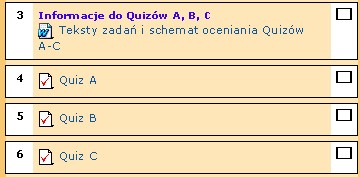 3 Informacje do Quizów A, B, C
Teksty zadań i schemat oceniania Quizów
A-C
4 Quiz A
5 Quiz B
6 Quiz C